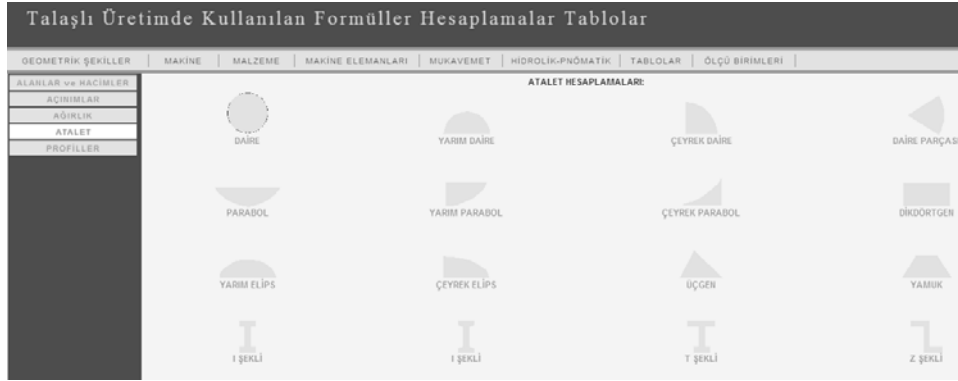 Talaşlı Üretimde Kullanılan Formüller Hesaplamalar Tablolar
GEOMETRİK ŞEKİLLER | MAKİNE | MALZEME | MAKİNE ELEMANLARI | MUKAVEMET | HİDROLİK-PNÖMATİK | TABLOLAR | ÖLÇÜ BİRİMLERİ |
ALANLAR ve HACİMLER
AÇINIMLAR
AĞIRLIK
ATALET
PROFİLLER
ATALET HESAPLAMALARI:
DAİRE YARIM DAİRE ÇEYREK DAİRE DAİRE PARÇASI
PARABOL YARIM PARABOL ÇEYREK PARABOL DİKDÖRTGEN
YARIM ELİPS ÇEYREK ELİPS ÜÇGEN YAMUK
I ŞEKLİ I ŞEKLİ T ŞEKLİ Z ŞEKLİ